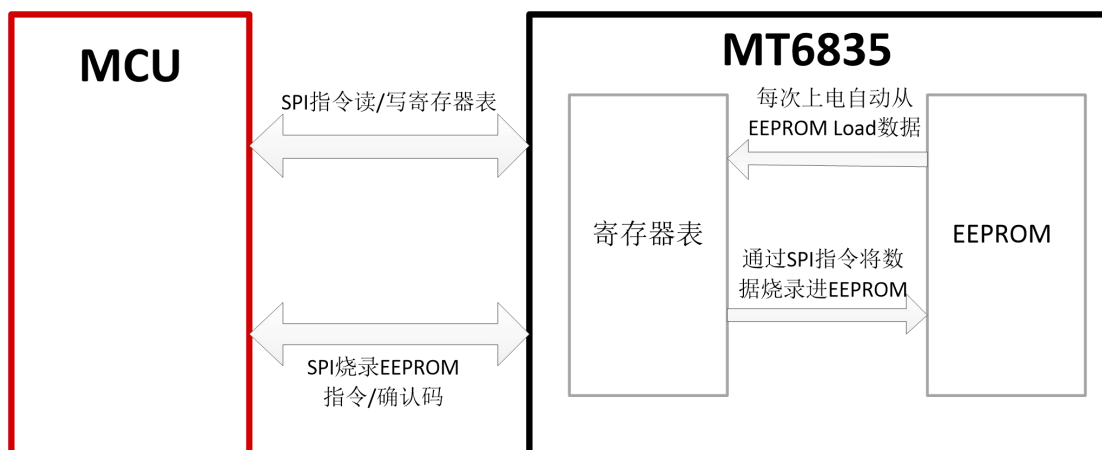 MCU
MT6835
SPI指令读/写寄存器表
每次上电自动从
EEPROM Load数据
寄存器表
EEPROM
通过SPI指令将数
据烧录进EEPROM
SPI烧录EEPROM
指令/确认码